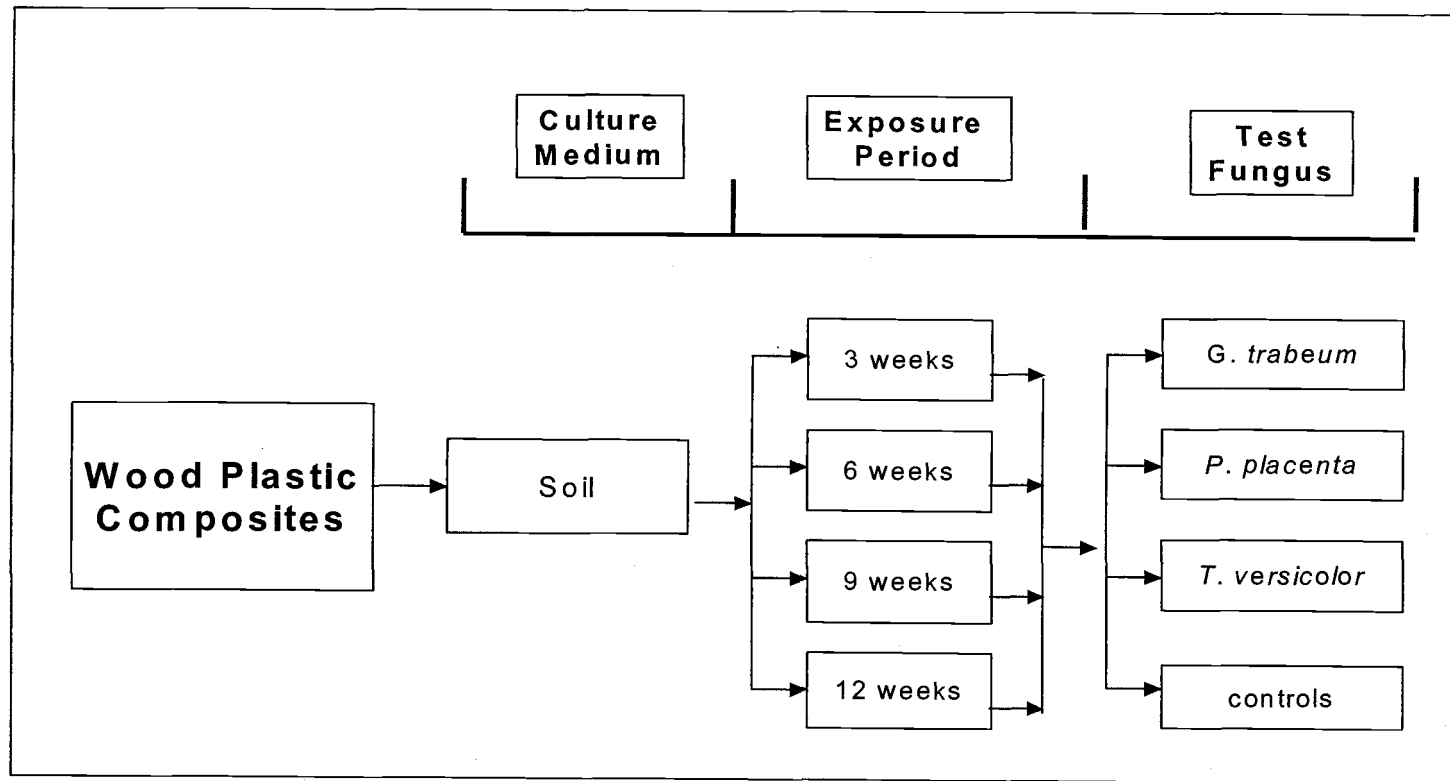 Culture
Medium
Exposure
Period
Test
Fungus
Wood Plastic
Composites
Soil
3 weeks
6 weeks
9 weeks
12 weeks
G. trabeum
P. placenta
T. versicolor
controls